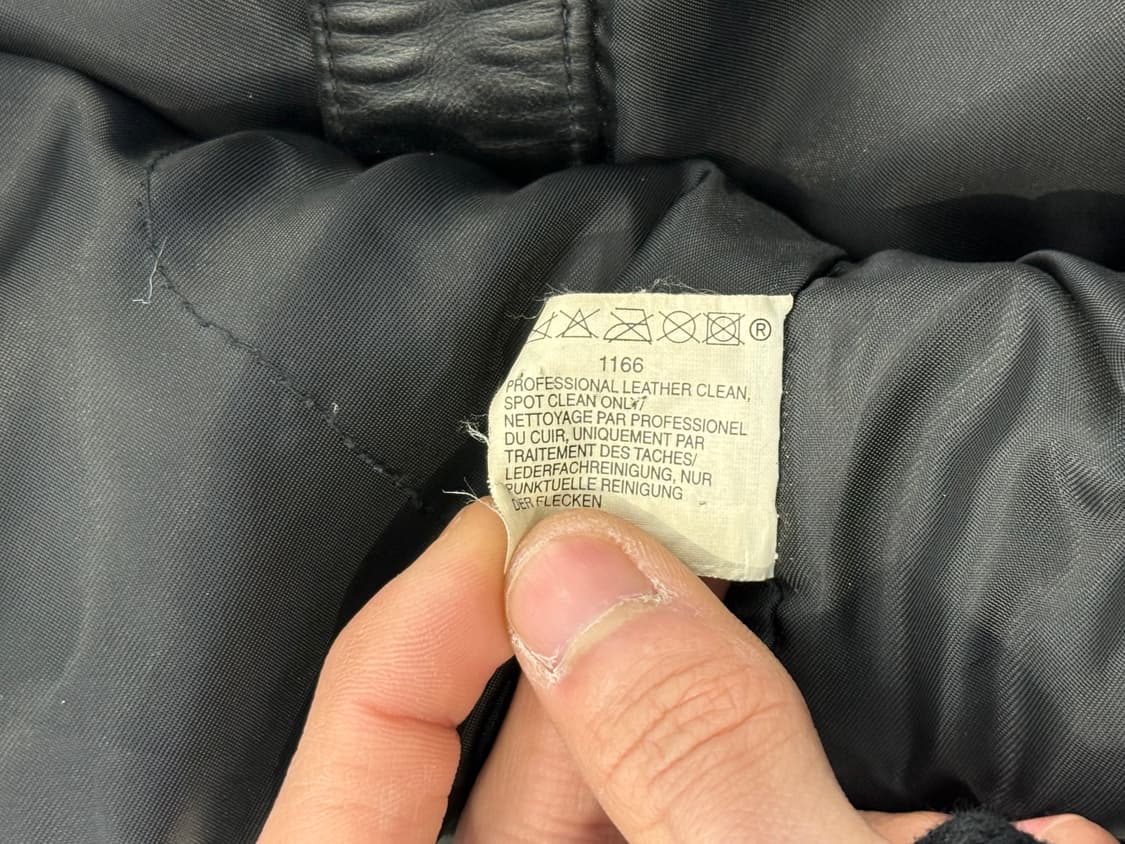 ®
1166
PROFESSIONAL LEATHER CLEAN,
SPOT CLEAN ONLY/
NETTOYAGE PAR PROFESSIONEL
DU CUIR, UNIQUEMENT PAR
TRAITEMENT DES TACHES/
LEDERFACHREINIGUNG, NUR
PUNKTUELLE REINIGUNG
DER FLECKEN